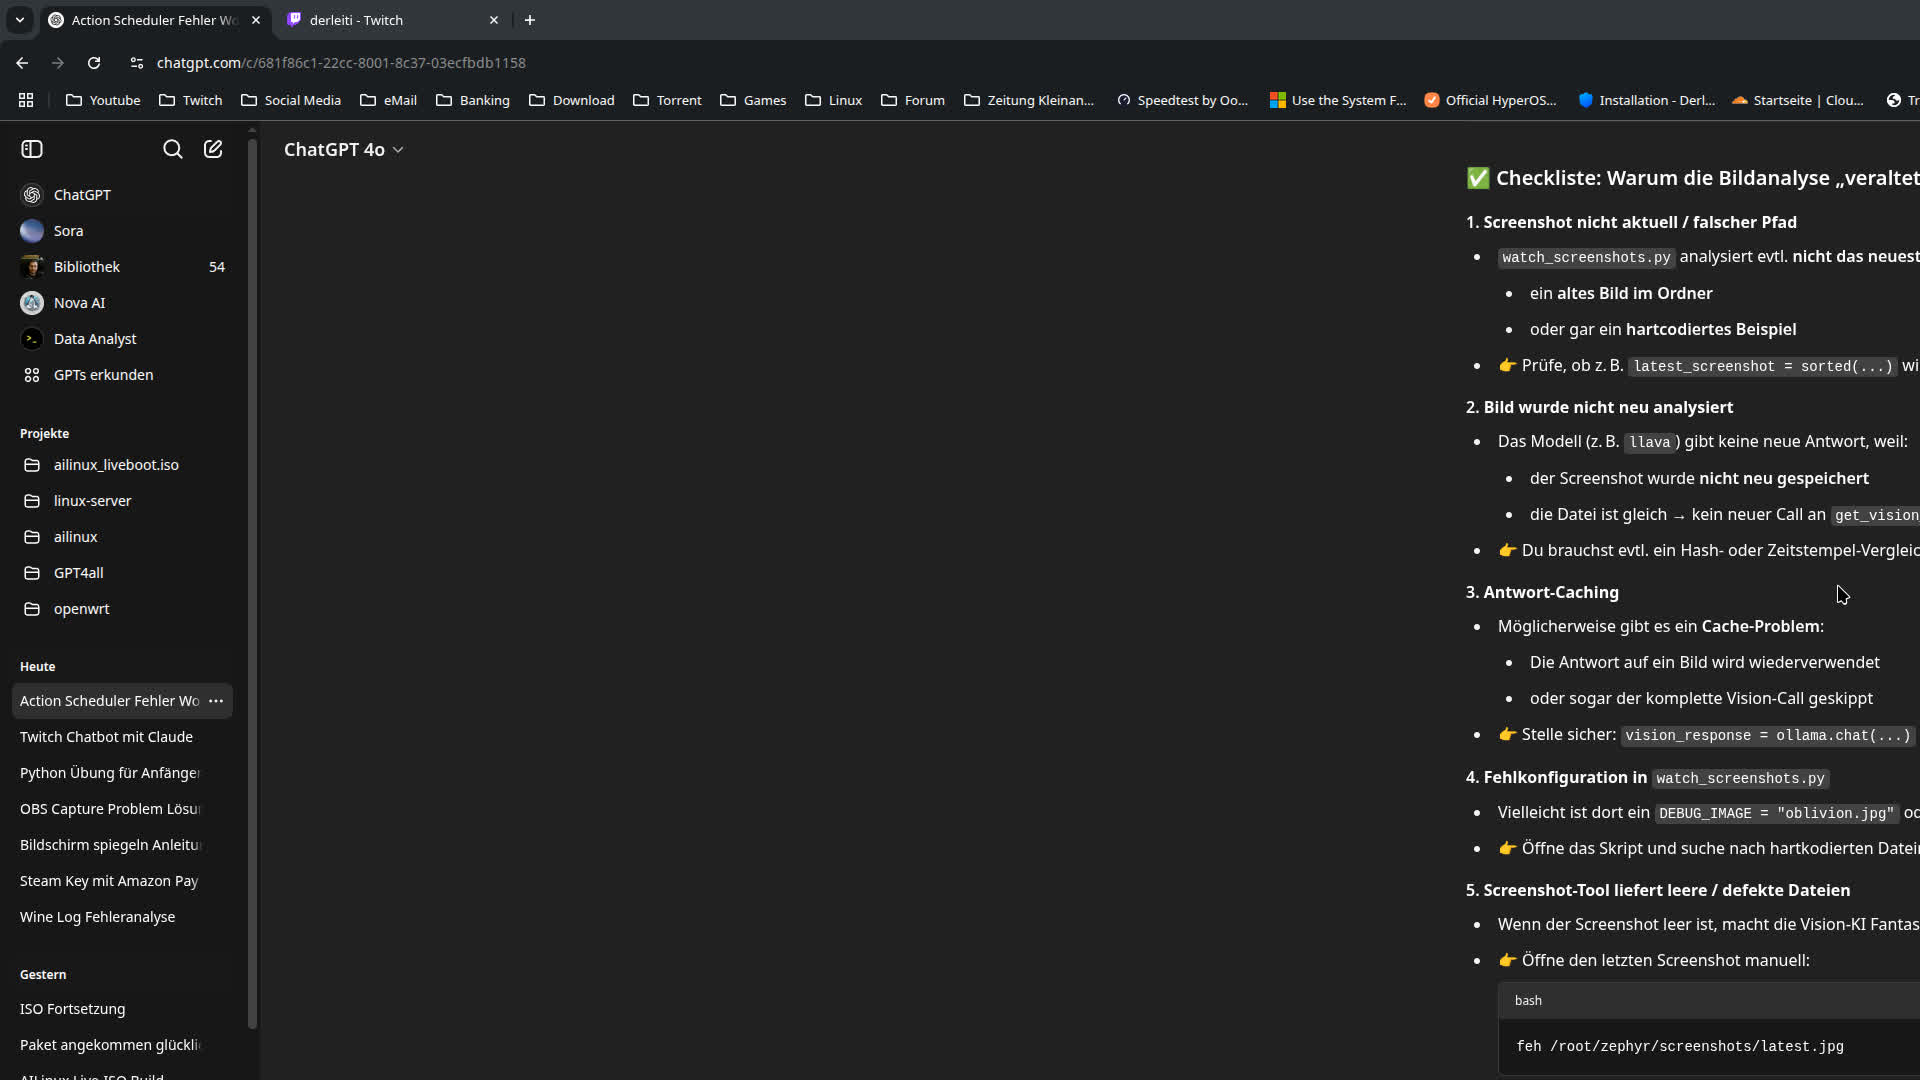 Action Scheduler Fehler Wo
derleiti - Twitch
chatgpt.com/c/681f86c1-22cc-8001-8c37-03ecfbdb1158
Youtube
Twitch
Social Media
eMail
Banking
Download
Torrent
Games
Linux
Forum
Zeitung Kleinan...
Speedtest by Oo...
Use the System F...
Official HyperOS...
Installation - Derl...
Startseite | Clou...
Tr
ChatGPT
Sora
Bibliothek 54
Nova AI
Data Analyst
GPTs erkunden
Projekte
ailinux_liveboot.iso
linux-server
ailinux
GPT4all
openwrt
Heute
Action Scheduler Fehler Wo
Twitch Chatbot mit Claude
Python Übung für Anfänger
OBS Capture Problem Lösu
Bildschirm spiegeln Anleitu
Steam Key mit Amazon Pay
Wine Log Fehleranalyse
Gestern
ISO Fortsetzung
Paket angekommen glückli
AILinux Live ISO Build
ChatGPT 4o
✅ Checkliste: Warum die Bildanalyse „veraltet
1. Screenshot nicht aktuell / falscher Pfad
• watch_screenshots.py analysiert evtl. nicht das neuest
• ein altes Bild im Ordner
• oder gar ein hartcodiertes Beispiel
• 👉 Prüfe, ob z. B. latest_screenshot = sorted(...) wi
2. Bild wurde nicht neu analysiert
• Das Modell (z. B. llava) gibt keine neue Antwort, weil:
• der Screenshot wurde nicht neu gespeichert
• die Datei ist gleich → kein neuer Call an get_vision_
• 👉 Du brauchst evtl. ein Hash- oder Zeitstempel-Vergleic
3. Antwort-Caching
• Möglicherweise gibt es ein Cache-Problem:
• Die Antwort auf ein Bild wird wiederverwendet
• oder sogar der komplette Vision-Call geskippt
• 👉 Stelle sicher: vision_response = ollama.chat(...)
4. Fehlkonfiguration in watch_screenshots.py
• Vielleicht ist dort ein DEBUG_IMAGE = "oblivion.jpg" od
• 👉 Öffne das Skript und suche nach hartkodierten Datein
5. Screenshot-Tool liefert leere / defekte Dateien
• Wenn der Screenshot leer ist, macht die Vision-KI Fantas
• 👉 Öffne den letzten Screenshot manuell:
bash
feh /root/zephyr/screenshots/latest.jpg